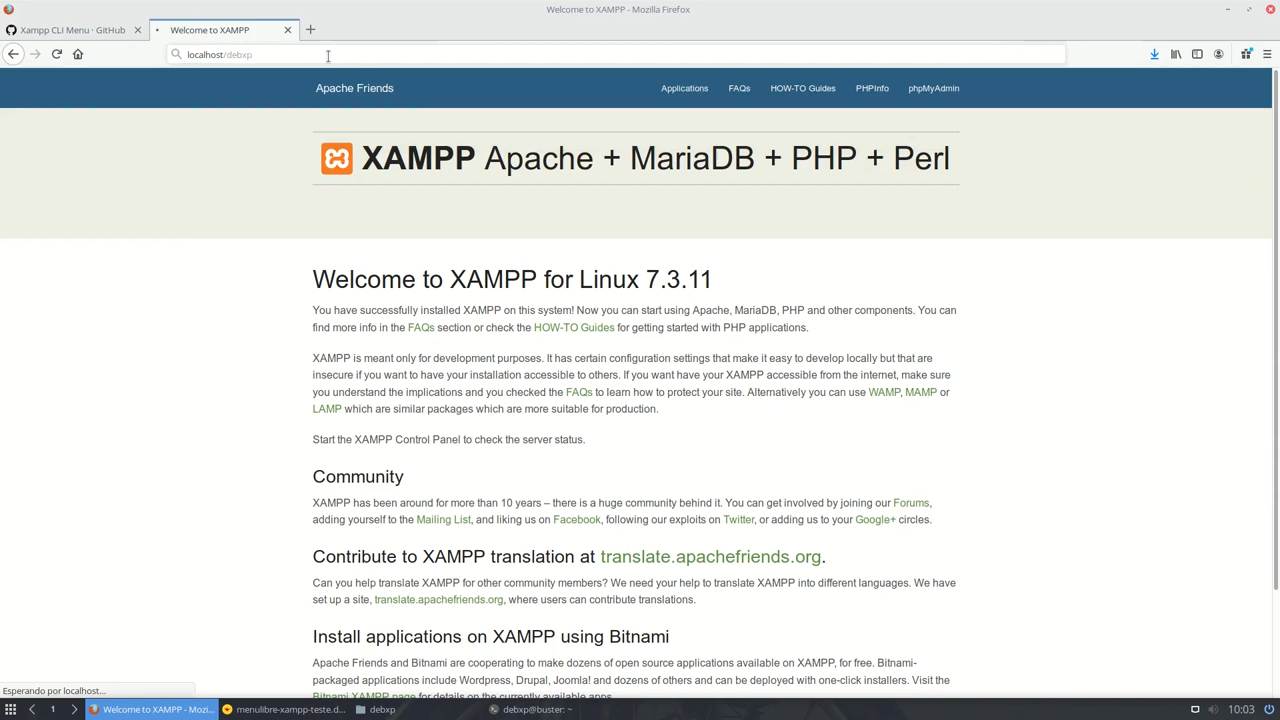 Welcome to XAMPP - Mozilla Firefox
Xampp CLI Menu · GitHub
Welcome to XAMPP
localhost/debxp
Apache Friends
Applications
FAQs
HOW-TO Guides
PHPInfo
phpMyAdmin
XAMPP Apache + MariaDB + PHP + Perl
Welcome to XAMPP for Linux 7.3.11
You have successfully installed XAMPP on this system! Now you can start using Apache, MariaDB, PHP and other components. You can
find more info in the FAQs section or check the HOW-TO Guides for getting started with PHP applications.
XAMPP is meant only for development purposes. It has certain configuration settings that make it easy to develop locally but that are
insecure if you want to have your installation accessible to others. If you want have your XAMPP accessible from the internet, make sure
you understand the implications and you checked the FAQs to learn how to protect your site. Alternatively you can use WAMP, MAMP or
LAMP which are similar packages which are more suitable for production.
Start the XAMPP Control Panel to check the server status.
Community
XAMPP has been around for more than 10 years – there is a huge community behind it. You can get involved by joining our Forums,
adding yourself to the Mailing List, and liking us on Facebook, following our exploits on Twitter, or adding us to your Google+ circles.
Contribute to XAMPP translation at translate.apachefriends.org.
Can you help translate XAMPP for other community members? We need your help to translate XAMPP into different languages. We have
set up a site, translate.apachefriends.org, where users can contribute translations.
Install applications on XAMPP using Bitnami
Apache Friends and Bitnami are cooperating to make dozens of open source applications available on XAMPP, for free. Bitnami-
packaged applications include Wordpress, Drupal, Joomla! and dozens of others and can be deployed with one-click installers. Visit the
Bitnami XAMPP page for details on the currently available apps.
Esperando por localhost...
1
Welcome to XAMPP - Mozi...
menulibre-xampp-teste.d...
debxp
debxp@buster: ~
10:03